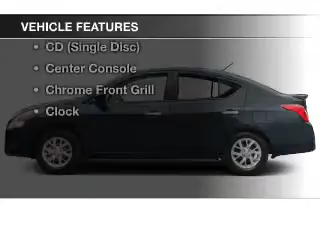 VEHICLE FEATURES
• CD (Single Disc)
• Center Console
• Chrome Front Grill
• Clock